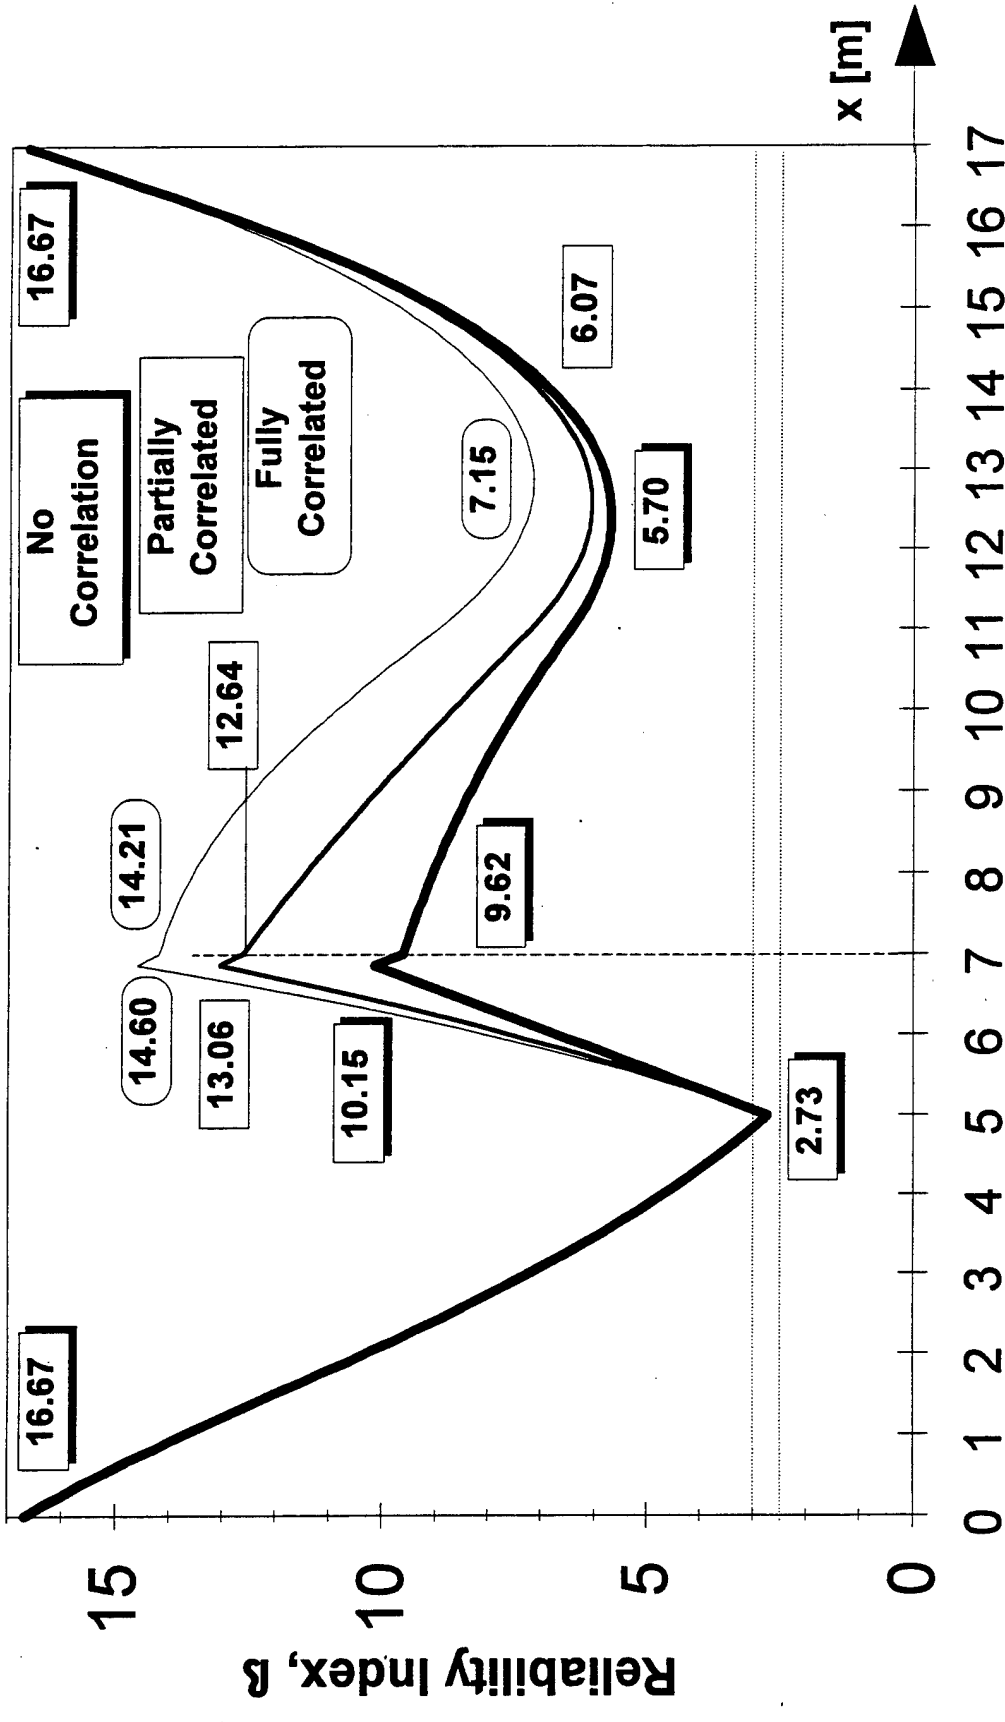 Reliability Index, ß
15
10
5
0
16.67
14.60
14.21
13.06
12.64
10.15
9.62
2.73
No
Correlation
Partially
Correlated
Fully
Correlated
16.67
7.15
6.07
5.70
x [m]
0 1 2 3 4 5 6 7 8 9 10 11 12 13 14 15 16 17